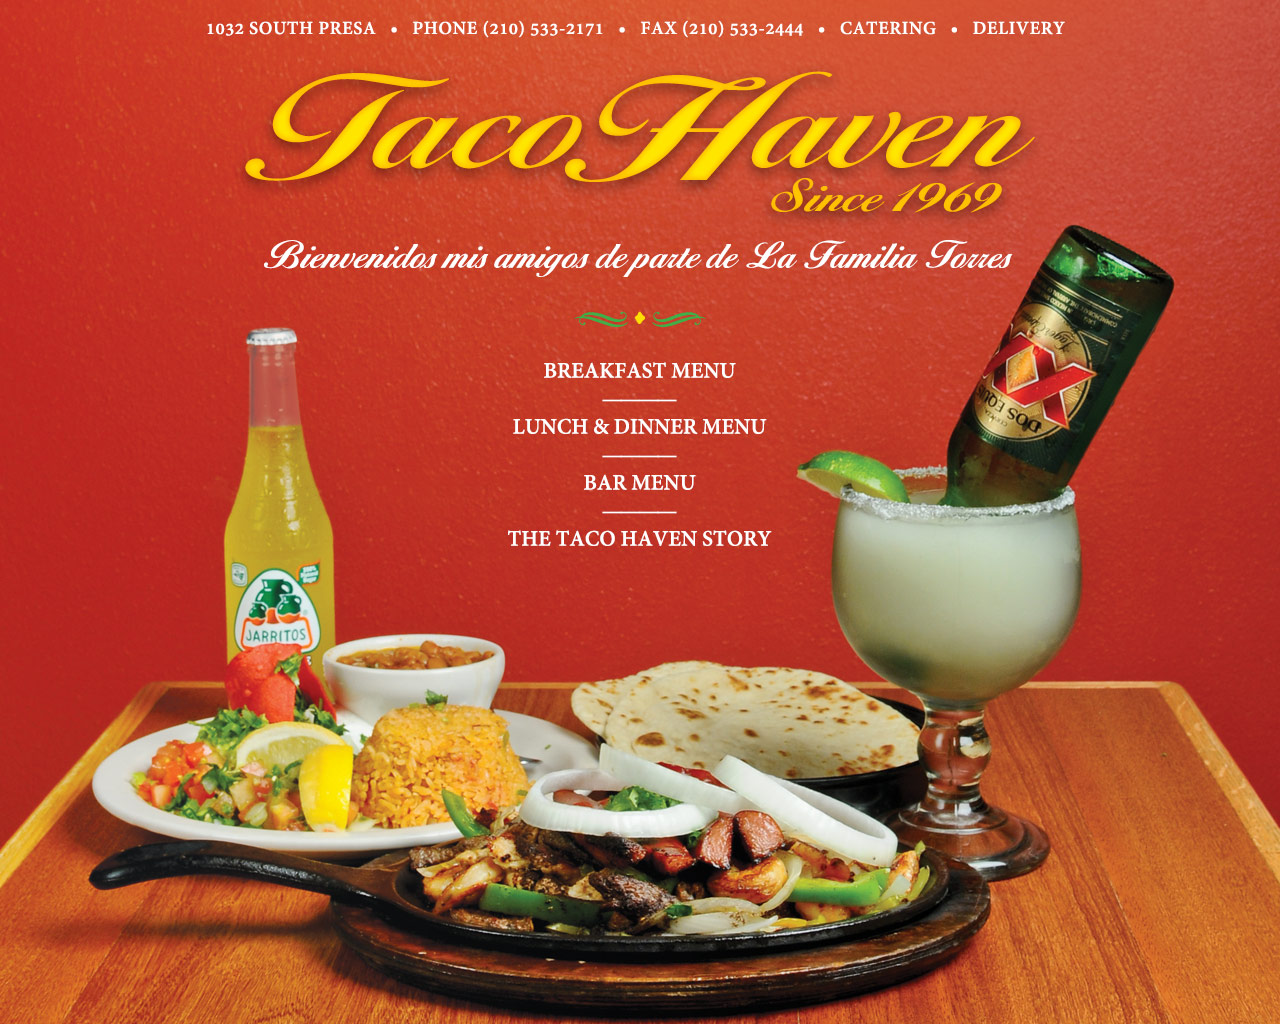 1032 SOUTH PRESA • PHONE (210) 533-2171 • FAX (210) 533-2444 • CATERING • DELIVERY
Taco Haven
Since 1969
Bienvenidos mis amigos de parte de La Familia Torres
BREAKFAST MENU
LUNCH & DINNER MENU
BAR MENU
THE TACO HAVEN STORY
XX
DOS EQUIS
JARRITOS